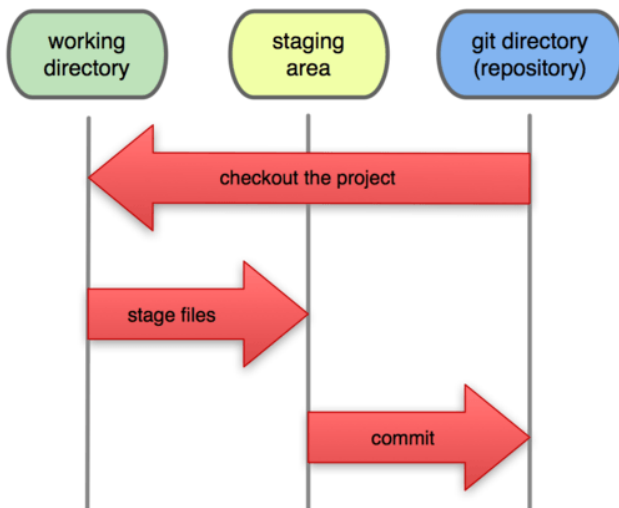 working
directory
staging
area
git directory
(repository)
checkout the project
stage files
commit